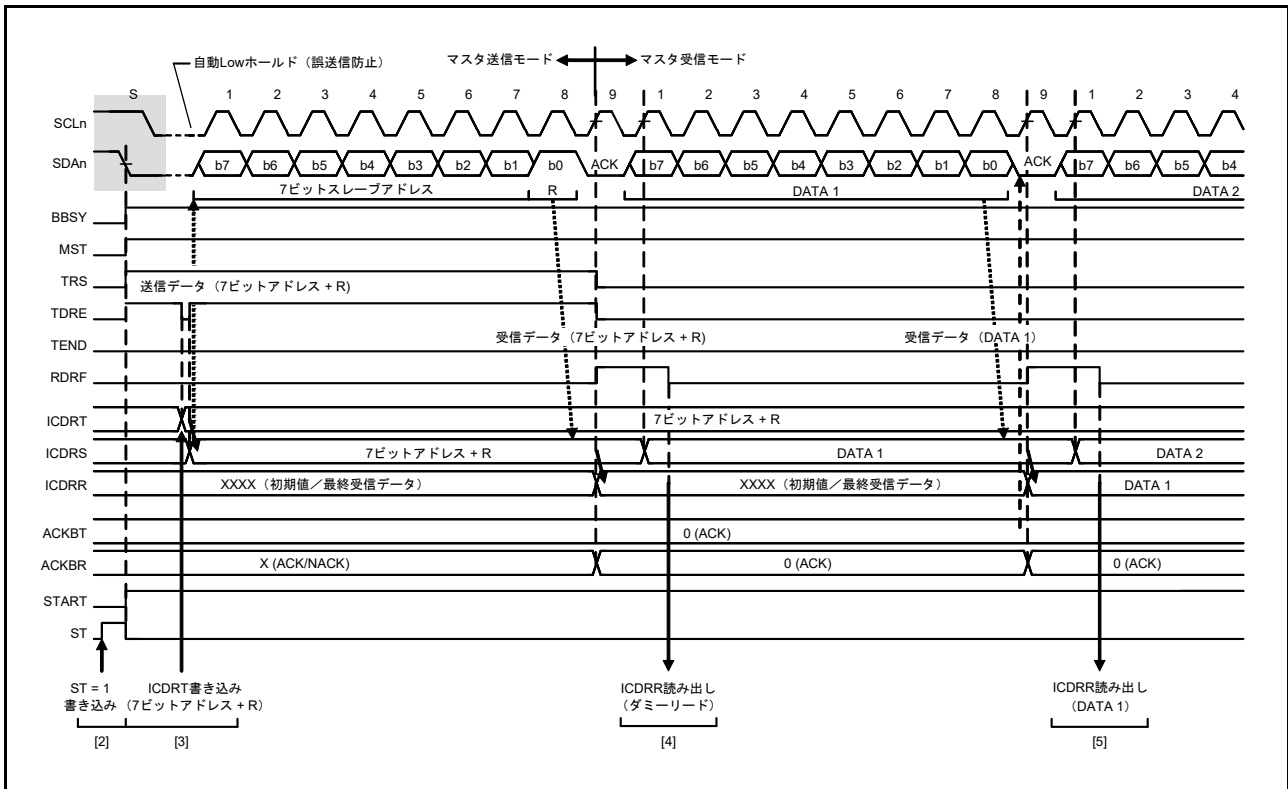 自動Lowホールド（誤送信防止）
マスタ送信モード マスタ受信モード
S 1 2 3 4 5 6 7 8 9 1 2 3 4 5 6 7 8 9 1 2 3 4
SCLn
SDAn b7 b6 b5 b4 b3 b2 b1 b0 ACK b7 b6 b5 b4 b3 b2 b1 b0 ACK b7 b6 b5 b4
7ビットスレーブアドレス R DATA 1 DATA 2
BBSY
MST
TRS
送信データ（7ビットアドレス + R)
TDRE
受信データ（7ビットアドレス + R) 受信データ（DATA 1）
TEND
RDRF
ICDRT 7ビットアドレス + R
ICDRS 7ビットアドレス + R DATA 1 DATA 2
ICDRR XXXX（初期値／最終受信データ） XXXX（初期値／最終受信データ） DATA 1
ACKBT 0 (ACK)
ACKBR X (ACK/NACK) 0 (ACK) 0 (ACK)
START
ST
ST = 1 ICDRT書き込み ICDRR読み出し ICDRR読み出し
書き込み （7ビットアドレス + R） （ダミーリード） （DATA 1）
[2] [3] [4] [5]